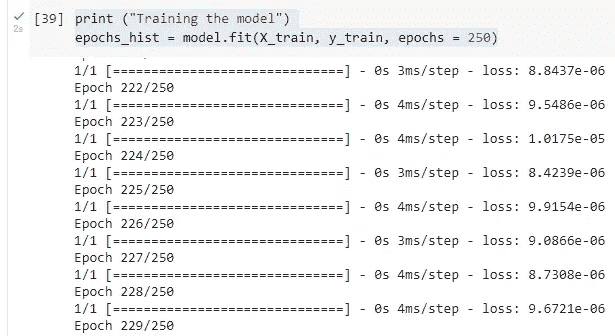 [39] print ("Training the model")
2s epochs_hist = model.fit(X_train, y_train, epochs = 250)
1/1 [==============================] - 0s 3ms/step - loss: 8.8437e-06
Epoch 222/250
1/1 [==============================] - 0s 4ms/step - loss: 9.5486e-06
Epoch 223/250
1/1 [==============================] - 0s 4ms/step - loss: 1.0175e-05
Epoch 224/250
1/1 [==============================] - 0s 3ms/step - loss: 8.4239e-06
Epoch 225/250
1/1 [==============================] - 0s 4ms/step - loss: 9.9154e-06
Epoch 226/250
1/1 [==============================] - 0s 3ms/step - loss: 9.0866e-06
Epoch 227/250
1/1 [==============================] - 0s 4ms/step - loss: 8.7308e-06
Epoch 228/250
1/1 [==============================] - 0s 4ms/step - loss: 9.6721e-06
Epoch 229/250